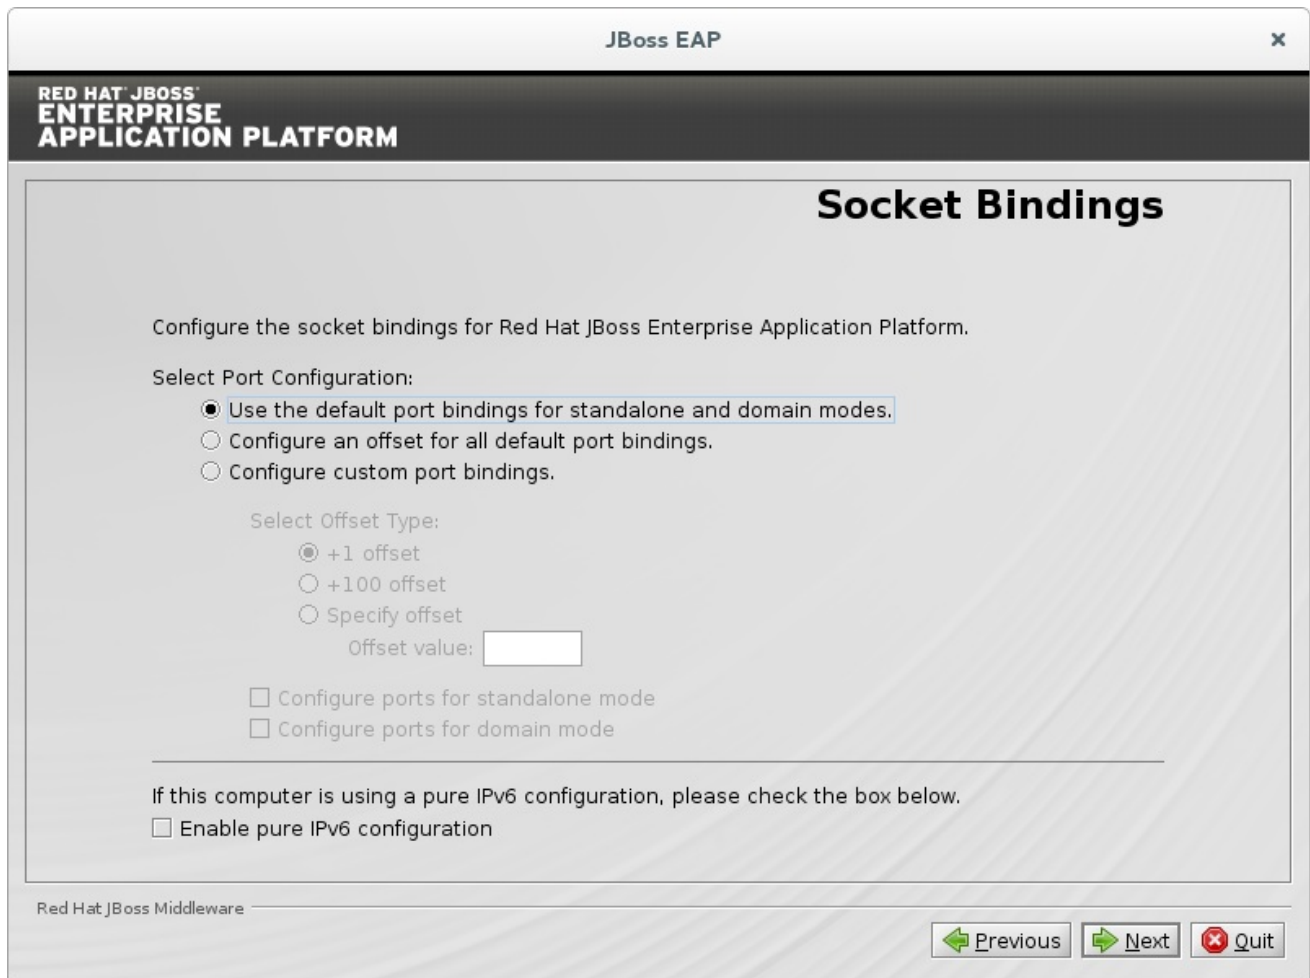 JBoss EAP
RED HAT JBOSS
ENTERPRISE
APPLICATION PLATFORM
Socket Bindings
Configure the socket bindings for Red Hat JBoss Enterprise Application Platform.
Select Port Configuration:
Use the default port bindings for standalone and domain modes.
Configure an offset for all default port bindings.
Configure custom port bindings.
Select Offset Type:
+1 offset
+100 offset
Specify offset
Offset value:
Configure ports for standalone mode
Configure ports for domain mode
If this computer is using a pure IPv6 configuration, please check the box below.
Enable pure IPv6 configuration
Red Hat JBoss Middleware
Previous Next Quit